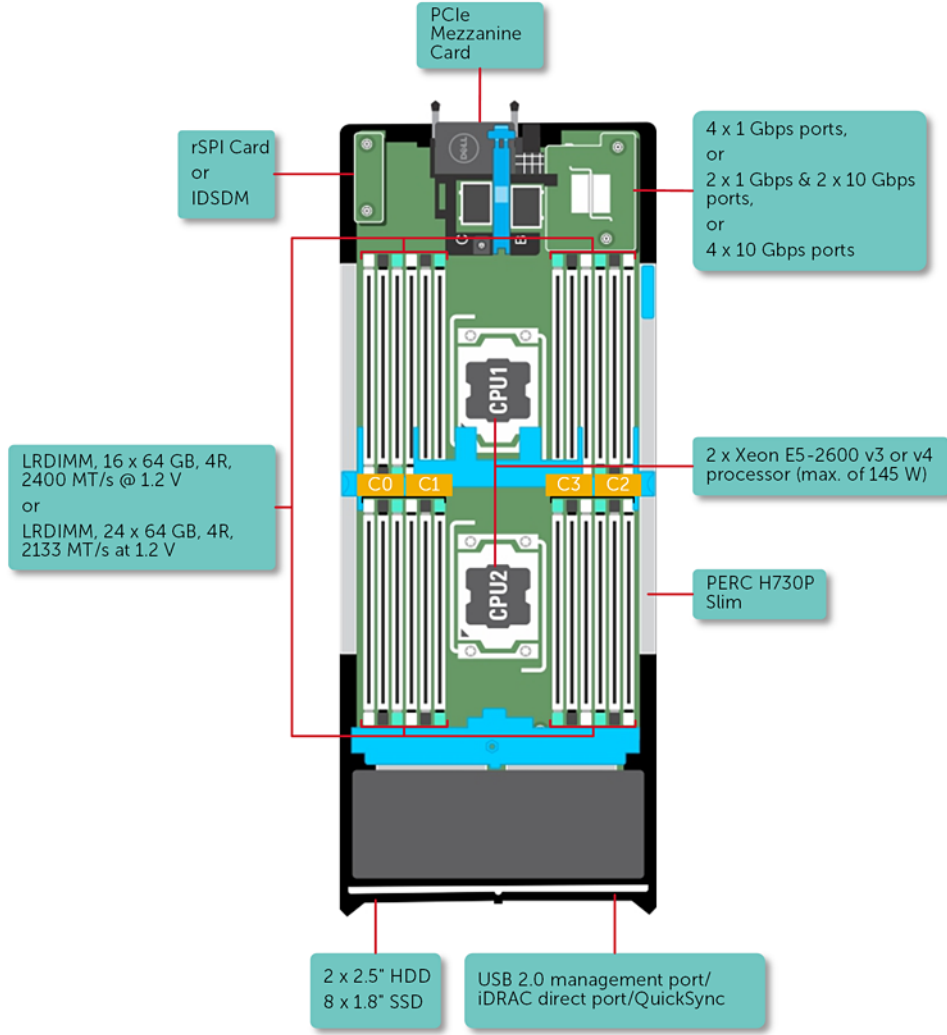 PCIe
Mezzanine
Card
rSPI Card
or
IDSDM
4 x 1 Gbps ports,
or
2 x 1 Gbps & 2 x 10 Gbps
ports,
or
4 x 10 Gbps ports
DELL
C
B
CPU1
LRDIMM, 16 x 64 GB, 4R,
2400 MT/s @ 1.2 V
or
LRDIMM, 24 x 64 GB, 4R,
2133 MT/s at 1.2 V
C0 C1 C3 C2
2 x Xeon E5-2600 v3 or v4
processor (max. of 145 W)
CPU2
PERC H730P
Slim
2 x 2.5" HDD
8 x 1.8" SSD
USB 2.0 management port/
iDRAC direct port/QuickSync